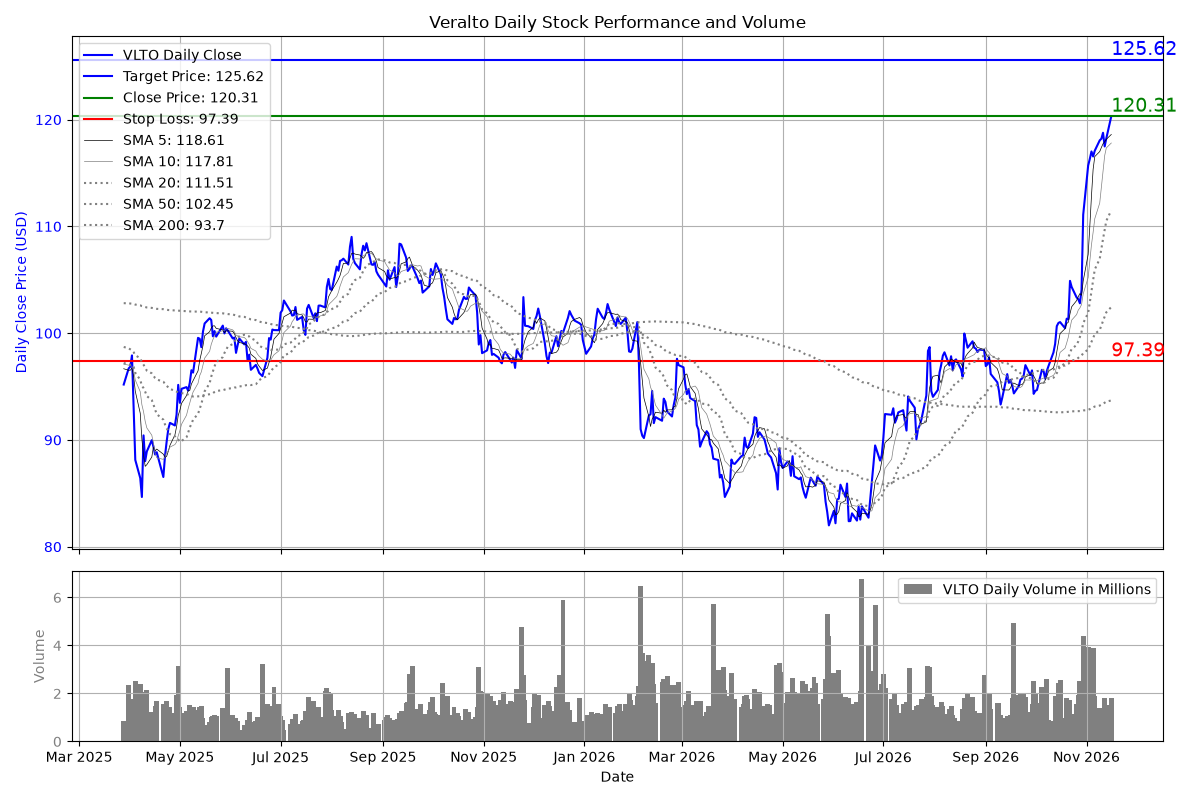 Veralto Daily Stock Performance and Volume
VLTO Daily Close
Target Price: 125.62
Close Price: 120.31
Stop Loss: 97.39
SMA 5: 118.61
SMA 10: 117.81
SMA 20: 111.51
SMA 50: 102.45
SMA 200: 93.7
125.62
120.31
97.39
Daily Close Price (USD)
120
110
100
90
80
VLTO Daily Volume in Millions
Volume
6
4
2
0
Mar 2025 May 2025 Jul 2025 Sep 2025 Nov 2025 Jan 2026 Mar 2026 May 2026 Jul 2026 Sep 2026 Nov 2026
Date